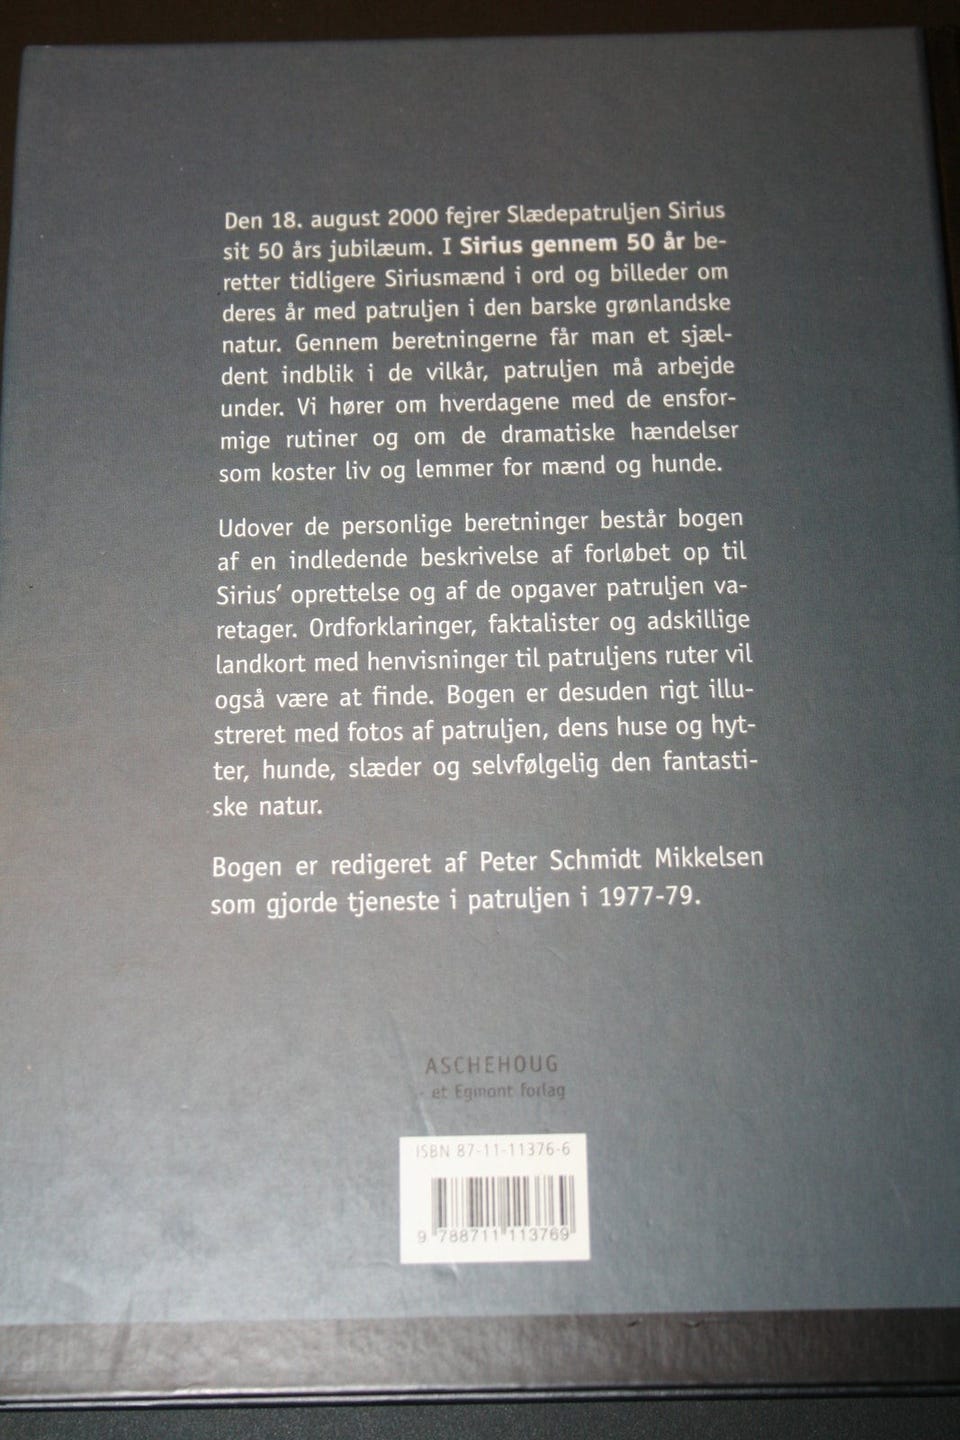 Den 18. august 2000 fejrer Slædepatruljen Sirius
sit 50 års jubilæum. I Sirius gennem 50 år be-
retter tidligere Siriusmænd i ord og billeder om
deres år med patruljen i den barske grønlandske
natur. Gennem beretningerne får man et sjæl-
dent indblik i de vilkår, patruljen må arbejde
under. Vi hører om hverdagene med de ensfor-
mige rutiner og om de dramatiske hændelser
som koster liv og lemmer for mænd og hunde.
Udover de personlige beretninger består bogen
af en indledende beskrivelse af forløbet op til
Sirius' oprettelse og af de opgaver patruljen va-
retager. Ordforklaringer, faktalister og adskillige
landkort med henvisninger til patruljens ruter vil
også være at finde. Bogen er desuden rigt illu-
streret med fotos af patruljen, dens huse og hyt-
ter, hunde, slæder og selvfølgelig den fantasti-
ske natur.
Bogen er redigeret af Peter Schmidt Mikkelsen
som gjorde tjeneste i patruljen i 1977-79.
ASCHEHOUG
- et Egmont forlag
ISBN 87-11-11376-6
9 788711 113769